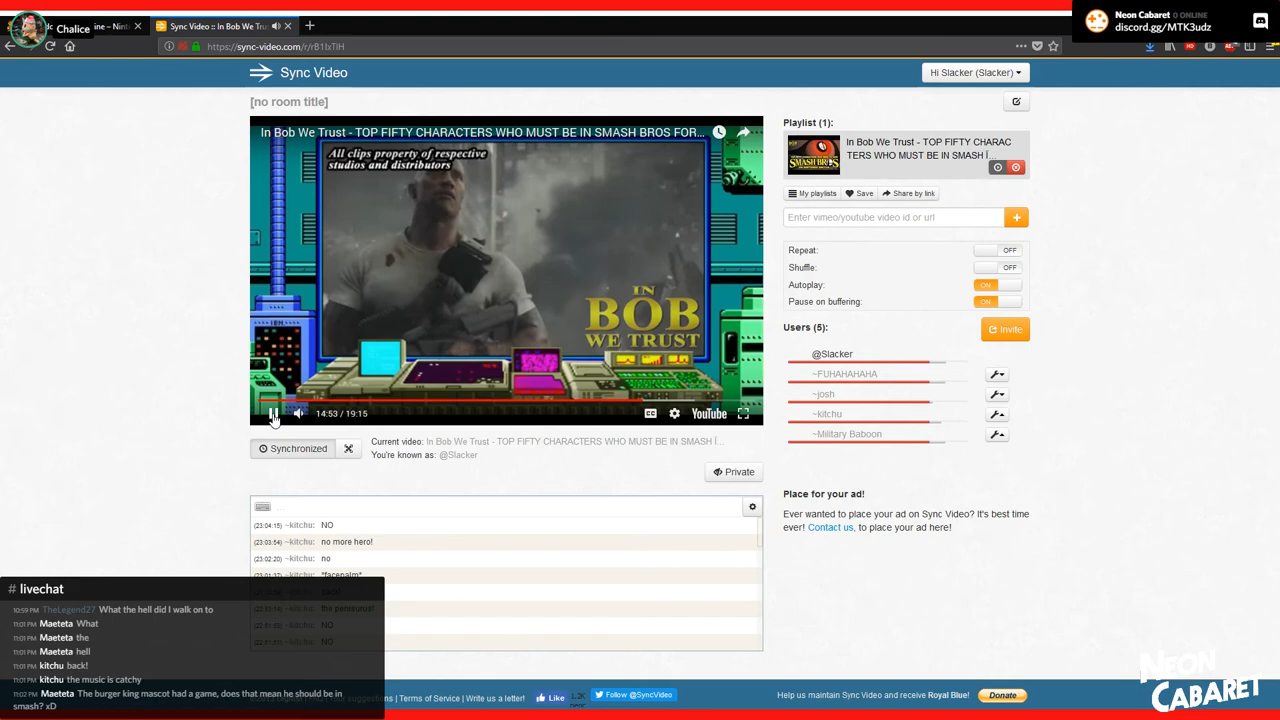 Chalice
ine – Nint
Sync Video :: In Bob We Tru
Neon Cabaret 0 ONLINE
discord.gg/MTK3udz
https://sync-video.com/r/rB1IxTlH
Sync Video
Hi Slacker (Slacker)
[no room title]
In Bob We Trust - TOP FIFTY CHARACTERS WHO MUST BE IN SMASH BROS FOR...
All clips property of respective
studios and distributors
IN
BOB
WE TRUST
14:53 / 19:15
CC
YouTube
Playlist (1):
In Bob We Trust - TOP FIFTY CHARAC
TERS WHO MUST BE IN SMASH Í...
SMASH BROS
My playlists
Save
Share by link
Enter vimeo/youtube video id or url
Repeat: OFF
Shuffle: OFF
Autoplay: ON
Pause on buffering: ON
Users (5):
Invite
@Slacker
~FUHAHAHAHA
~josh
~kitchu
~Military Baboon
Synchronized
Current video: In Bob We Trust - TOP FIFTY CHARACTERS WHO MUST BE IN SMASH Í...
You're known as: @Slacker
Private
Place for your ad!
Ever wanted to place your ad on Sync Video? It's best time
ever! Contact us, to place your ad here!
...
(23:04:15) ~kitchu: NO
(23:03:54) ~kitchu: no more hero!
(23:02:20) ~kitchu: no
(23:01:37) ~kitchu: *facepalm*
~kitchu: the penisurus!
~kitchu: NO
~kitchu: NO
# livechat
10:59 PM TheLegend27 What the hell did I walk on to
11:01 PM Maeteta What
11:01 PM Maeteta the
11:01 PM Maeteta hell
11:01 PM kitchu back!
11:01 PM kitchu the music is catchy
11:02 PM Maeteta The burger king mascot had a game, does that mean he should be in
smash? xD
| Terms of Service | Write us a letter!
Like
1.2K
Follow @SyncVideo
Help us maintain Sync Video and receive Royal Blue!
Donate
NEON
CABARET